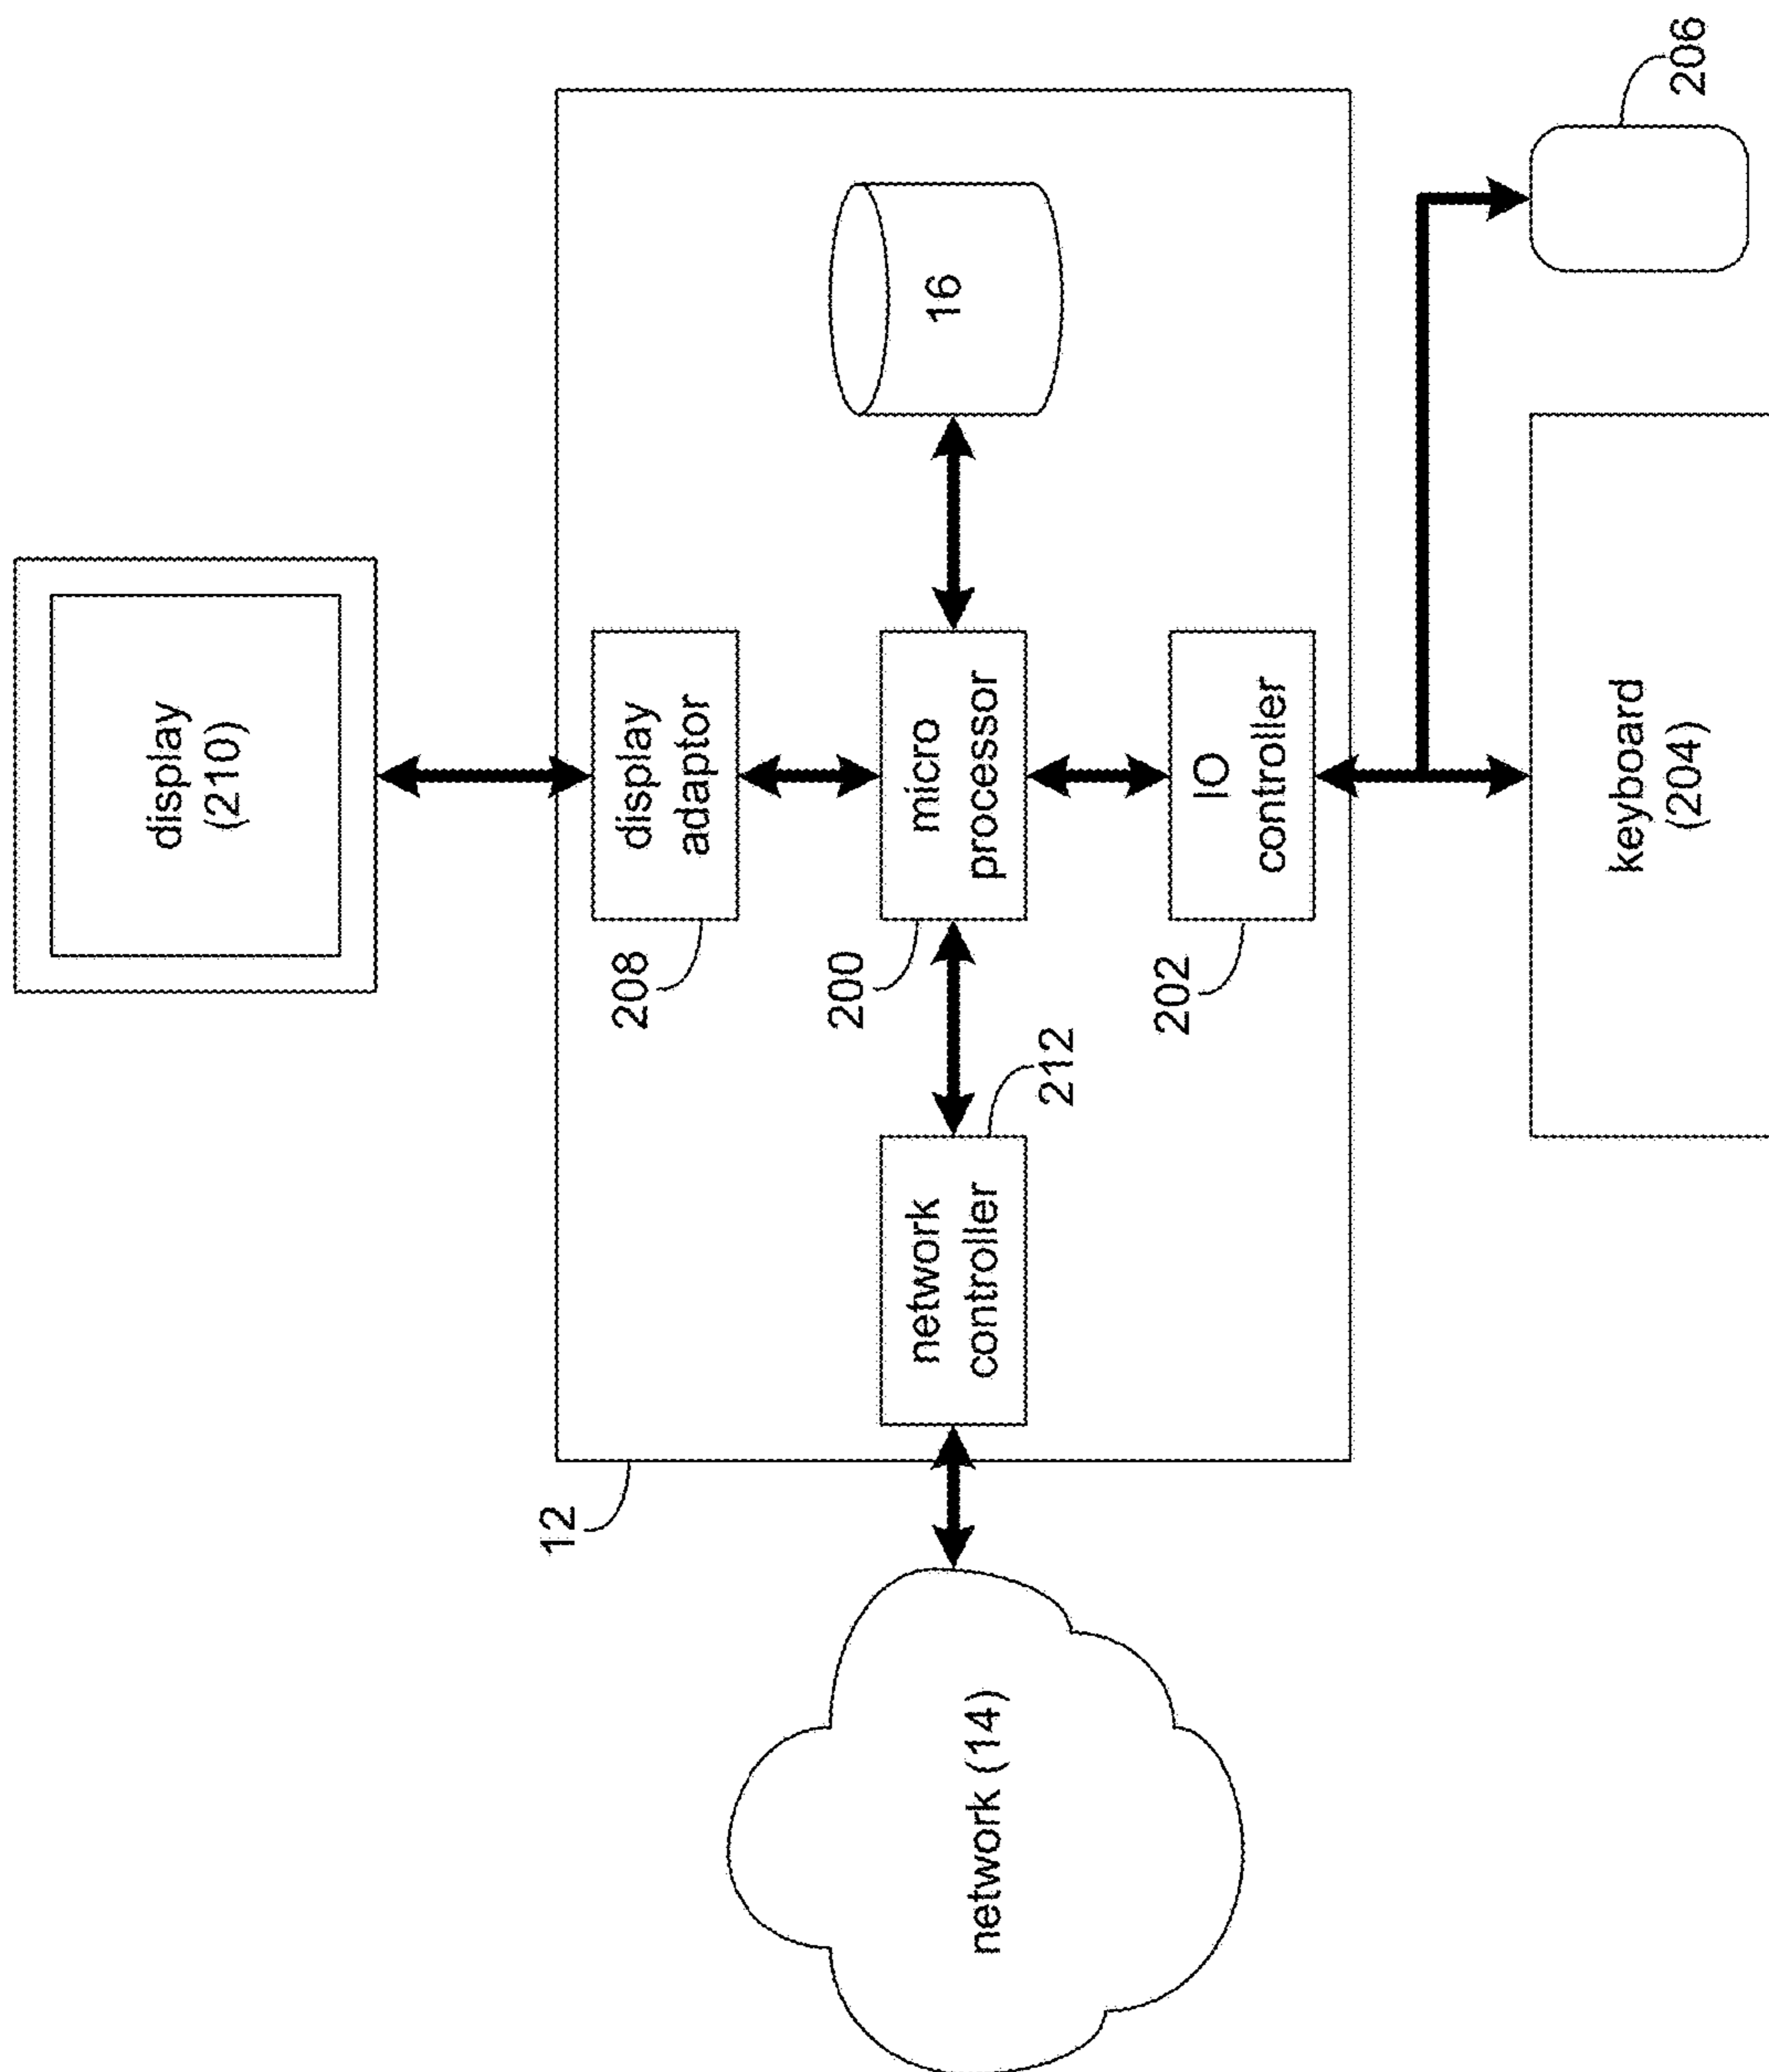 display
(210)
display
adaptor
208
micro
processor
200
16
IO
controller
202
212
network
controller
12
network (14)
keyboard
(204)
206